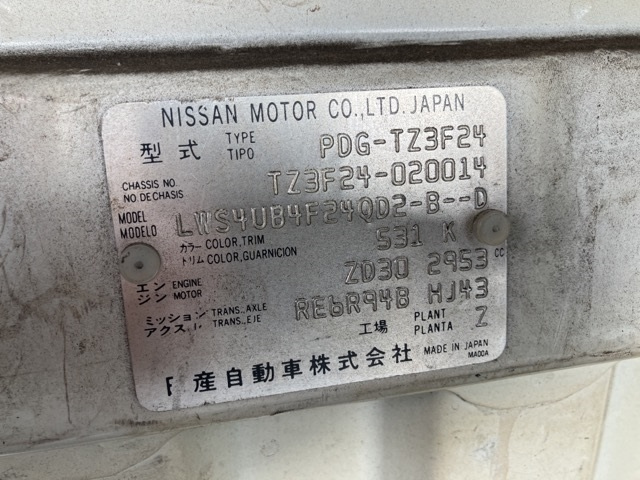 NISSAN MOTOR CO.,LTD. JAPAN
型式 TYPE TIPO PDG-TZ3F24
CHASSIS NO. NO. DE CHASIS TZ3F24-020014
MODEL MODELO LWS4UB4F24QD2-B--D
カラー COLOR, TRIM 531 K
トリム COLOR, GUARNICION
エンジン ENGINE MOTOR ZD30 2953 CC
ミッション TRANS., AXLE RE6R94B HJ43
アクスル TRANS., EJE
工場 PLANT PLANTA Z
日産自動車株式会社 MADE IN JAPAN
MA0CA